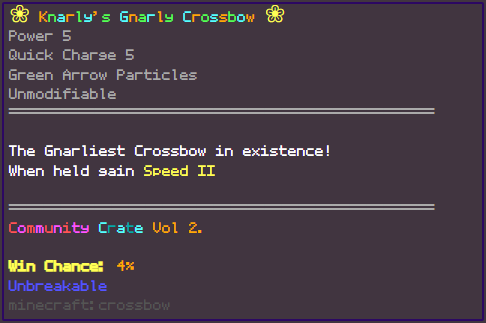 ❀ Knarly's Gnarly Crossbow ❀
Power 5
Quick Charge 5
Green Arrow Particles
Unmodifiable
The Gnarliest Crossbow in existence!
When held gain Speed II
Community Crate Vol 2.
Win Chance: 4%
Unbreakable
minecraft:crossbow